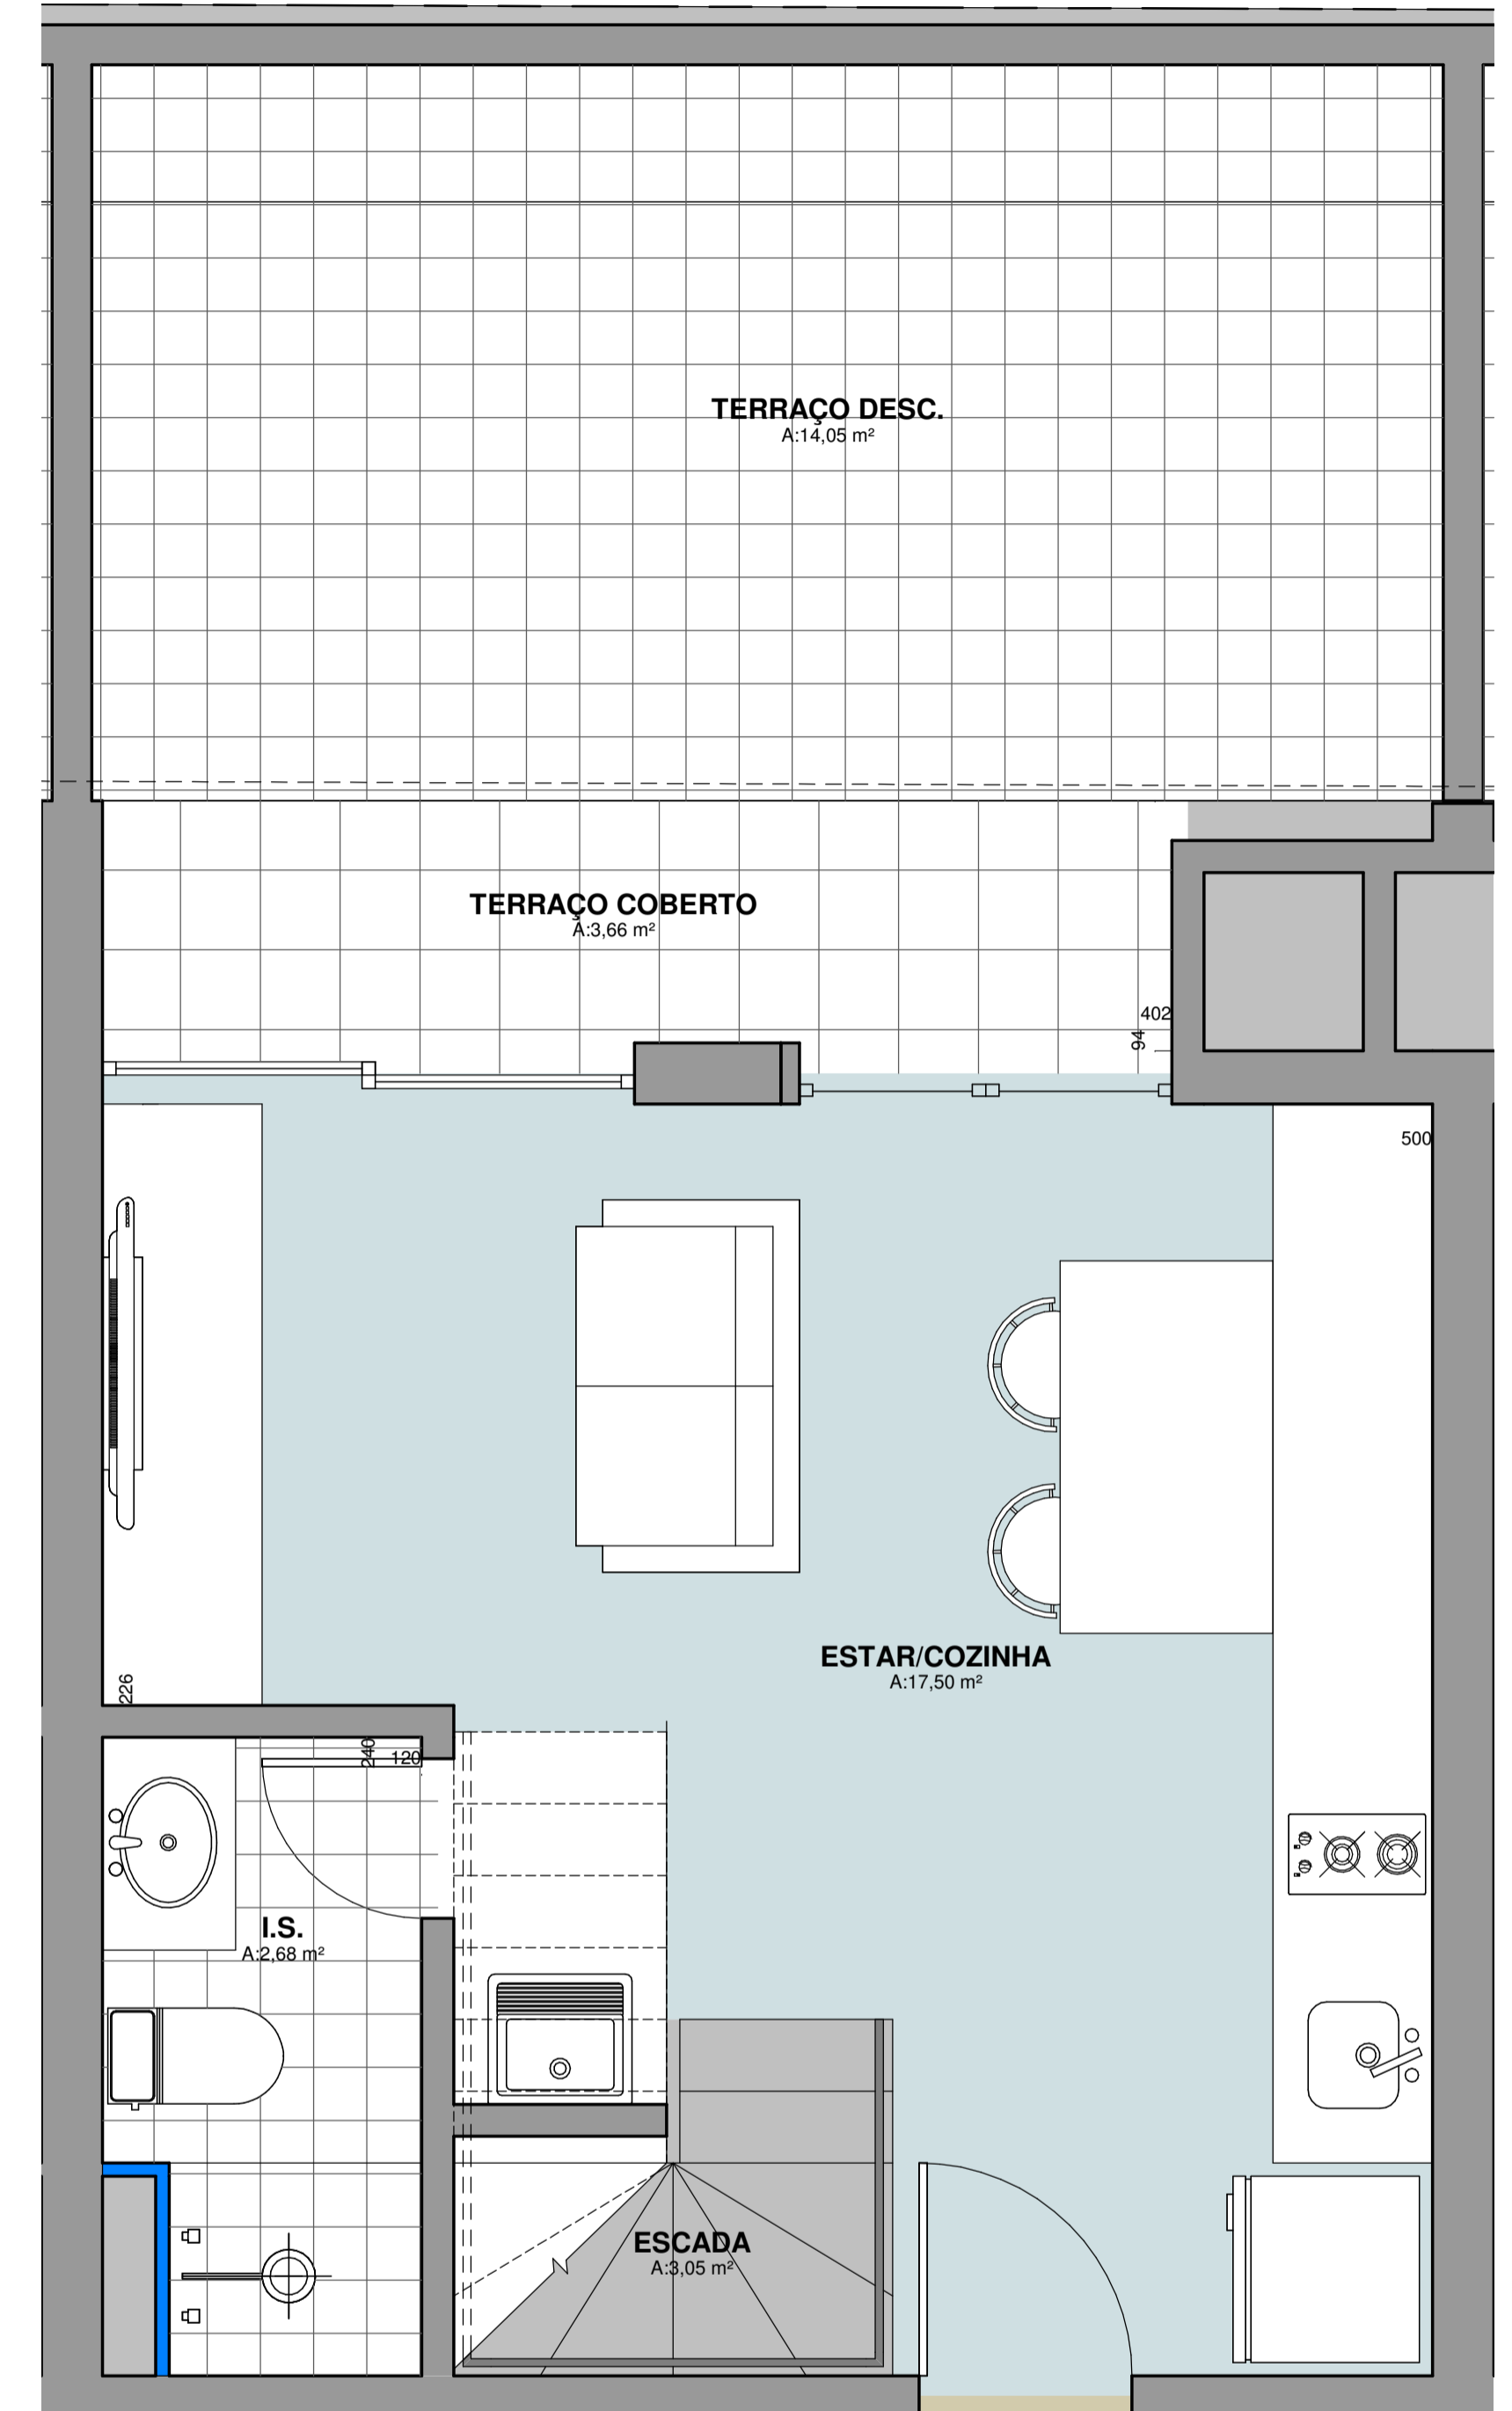 TERRAÇO DESC.
A:14,05 m²
TERRAÇO COBERTO
A:3,66 m²
402
94
500
ESTAR/COZINHA
A:17,50 m²
226
240
120
I.S.
A:2,68 m²
ESCADA
A:3,05 m²